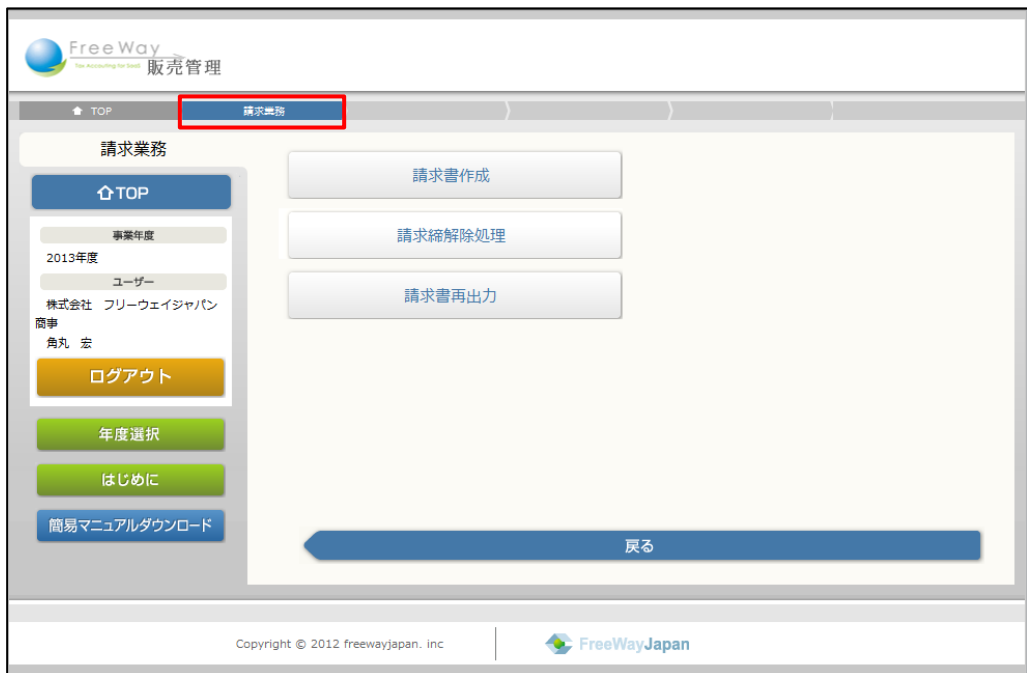 FreeWay
Tax Accounting for SaaS
販売管理
TOP
請求業務
請求業務
TOP
事業年度
2013年度
ユーザー
株式会社 フリーウェイジャパン
商事
角丸 宏
ログアウト
年度選択
はじめに
簡易マニュアルダウンロード
請求書作成
請求締解除処理
請求書再出力
戻る
Copyright © 2012 freewayjapan. inc
FreeWayJapan